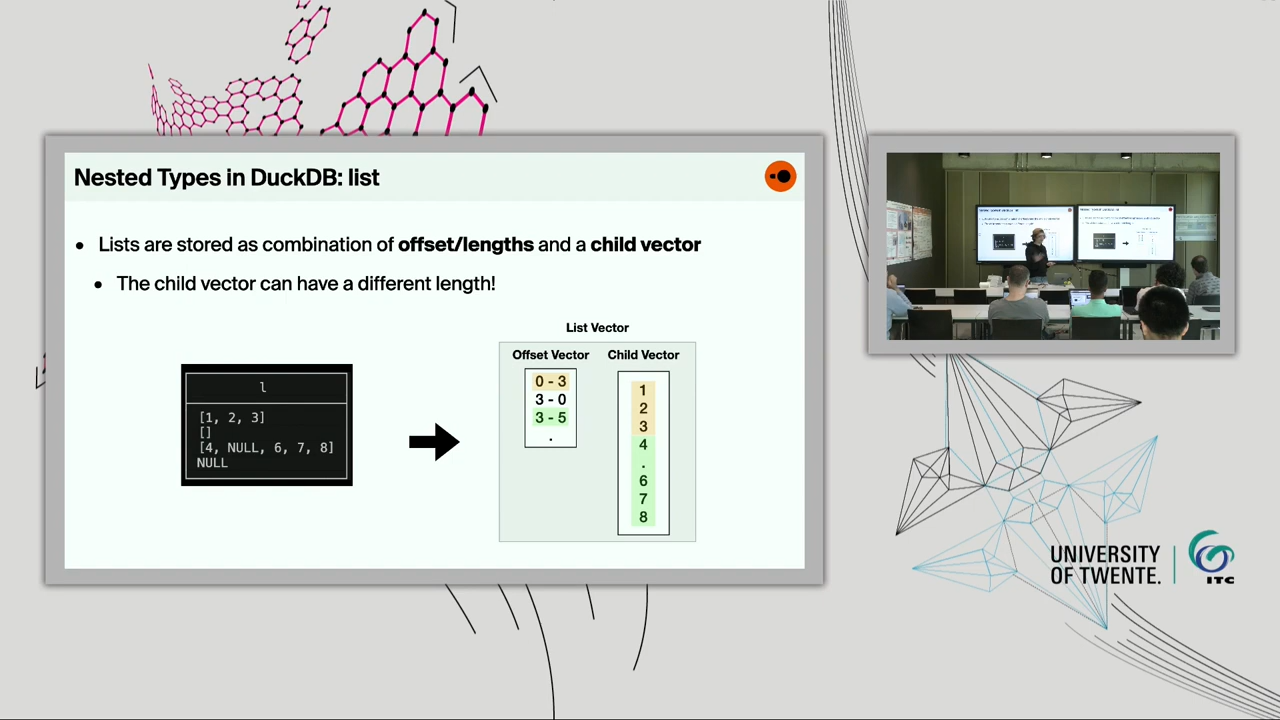 Nested Types in DuckDB: list
Lists are stored as combination of offset/lengths and a child vector
The child vector can have a different length!
List Vector
Offset Vector Child Vector
l
[1, 2, 3]
[]
[4, NULL, 6, 7, 8]
NULL
0 - 3
3 - 0
3 - 5
.
1
2
3
4
.
6
7
8
UNIVERSITY
OF TWENTE.
ITC